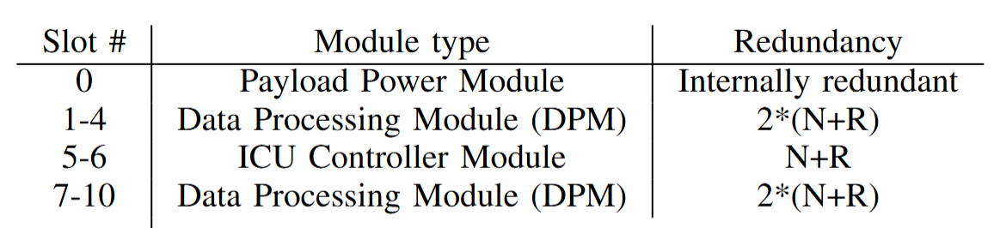 Slot # Module type Redundancy
0 Payload Power Module Internally redundant
1-4 Data Processing Module (DPM) 2*(N+R)
5-6 ICU Controller Module N+R
7-10 Data Processing Module (DPM) 2*(N+R)